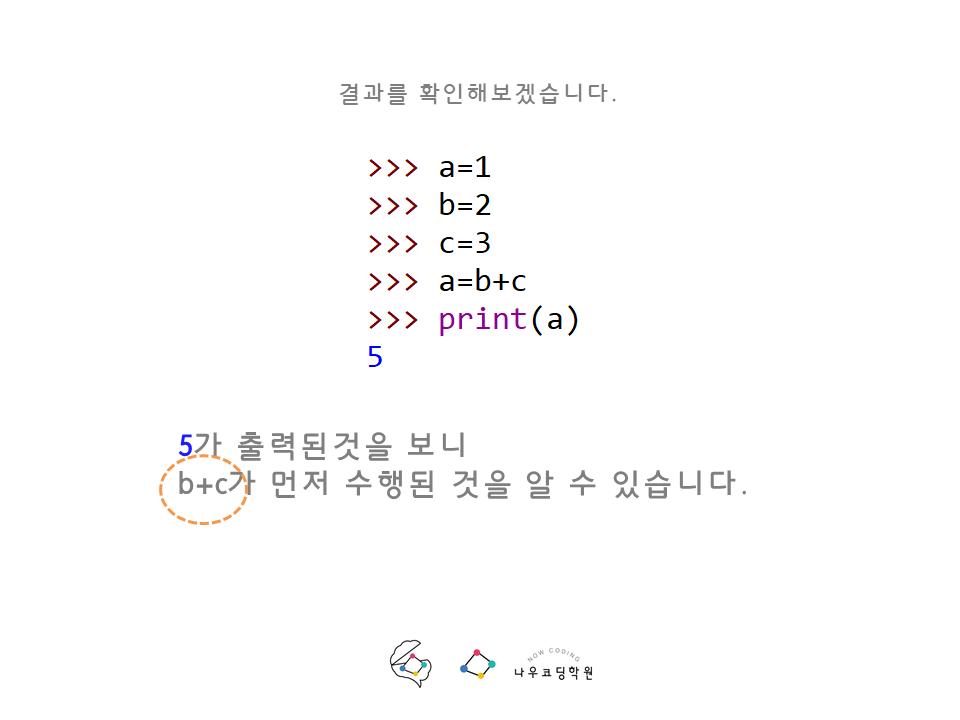 결과를 확인해보겠습니다.
>>> a=1
>>> b=2
>>> c=3
>>> a=b+c
>>> print(a)
5
5가 출력된것을 보니
b+c가 먼저 수행된 것을 알 수 있습니다.
NOW CODING
나우코딩학원